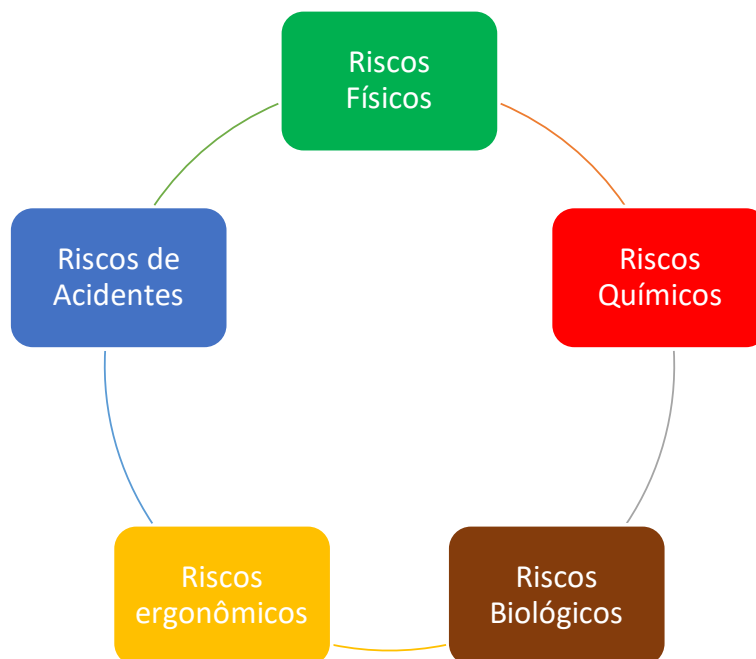 Riscos
Físicos
Riscos de
Acidentes
Riscos
Químicos
Riscos
ergonômicos
Riscos
Biológicos